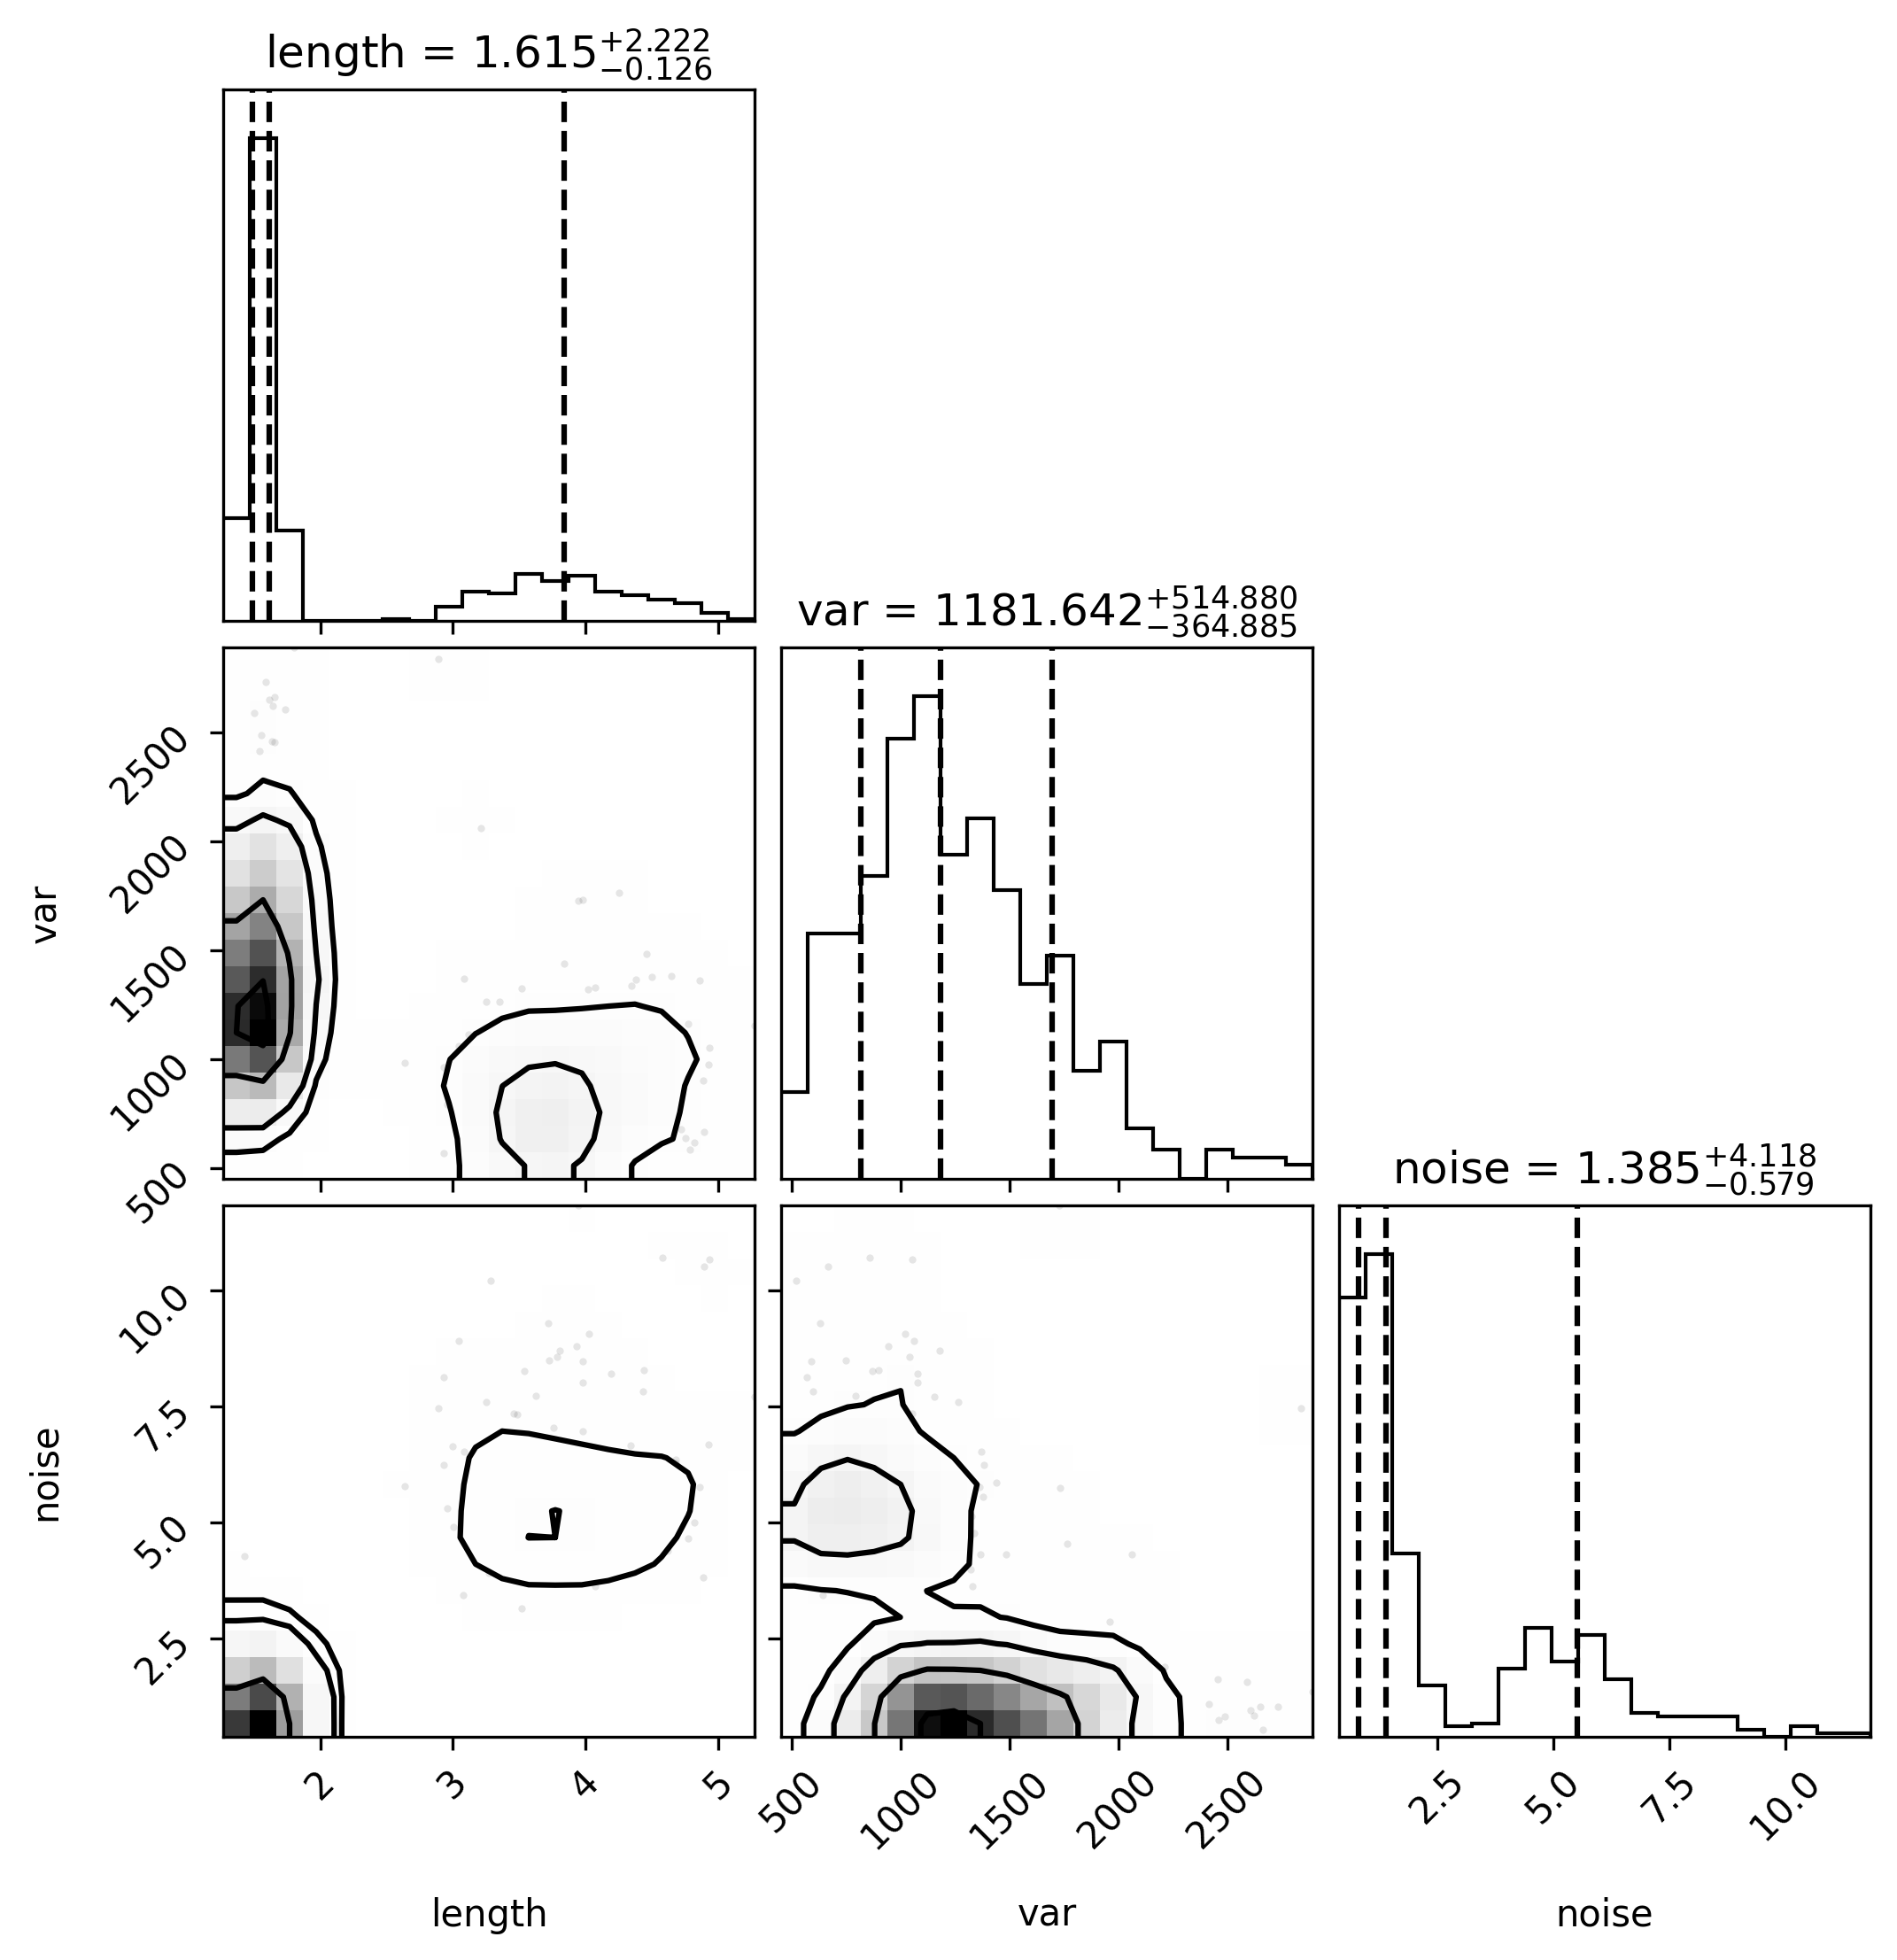 length = 1.615+2.222 −0.126
var = 1181.642+514.880 −364.885
2500
2000
1500
1000
500
var
noise = 1.385+4.118 −0.579
10.0
7.5
5.0
2.5
noise
2 3 4 5
500 1000 1500 2000 2500
2.5 5.0 7.5 10.0
length var noise